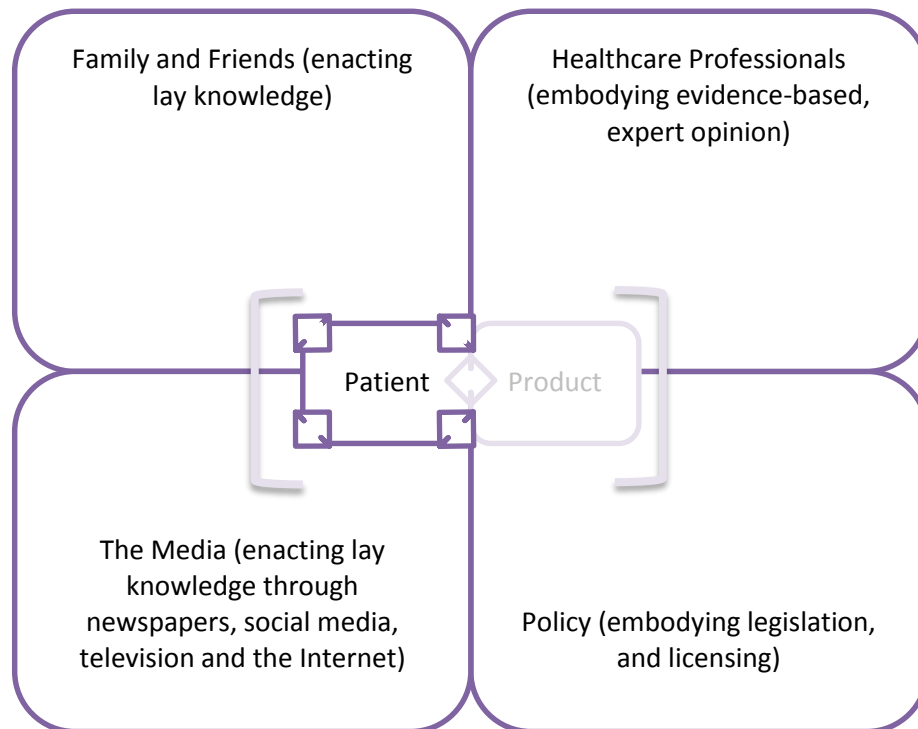 Family and Friends (enacting
lay knowledge)
Healthcare Professionals
(embodying evidence-based,
expert opinion)
Patient
Product
The Media (enacting lay
knowledge through
newspapers, social media,
television and the Internet)
Policy (embodying legislation,
and licensing)